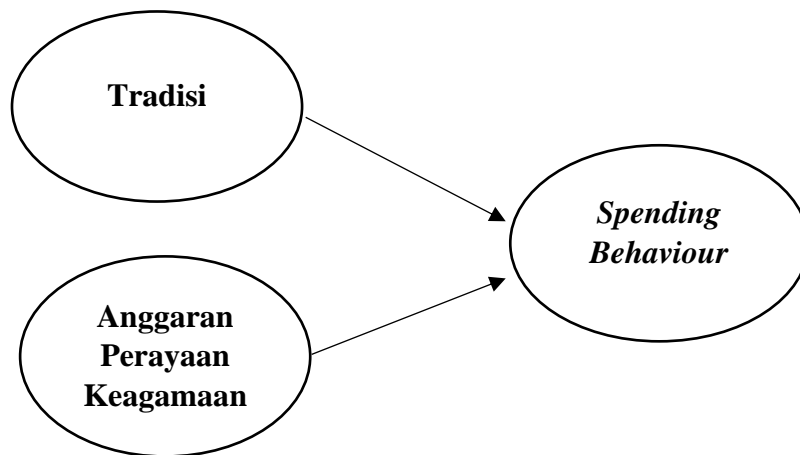 Tradisi
Anggaran
Perayaan
Keagamaan
Spending
Behaviour